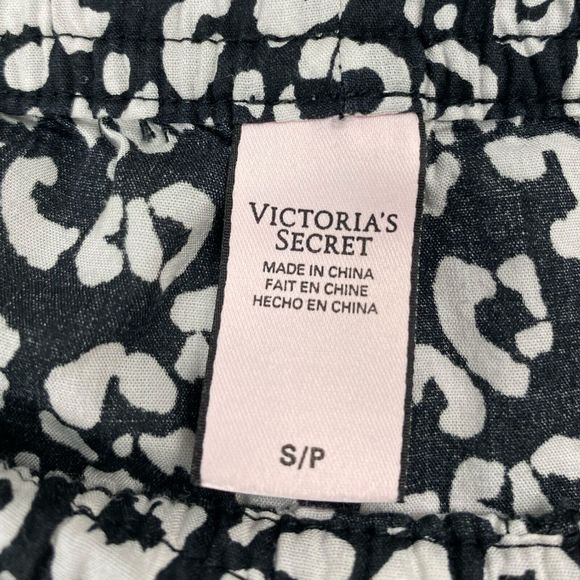 VICTORIA'S
SECRET
MADE IN CHINA
FAIT EN CHINE
HECHO EN CHINA
S/P